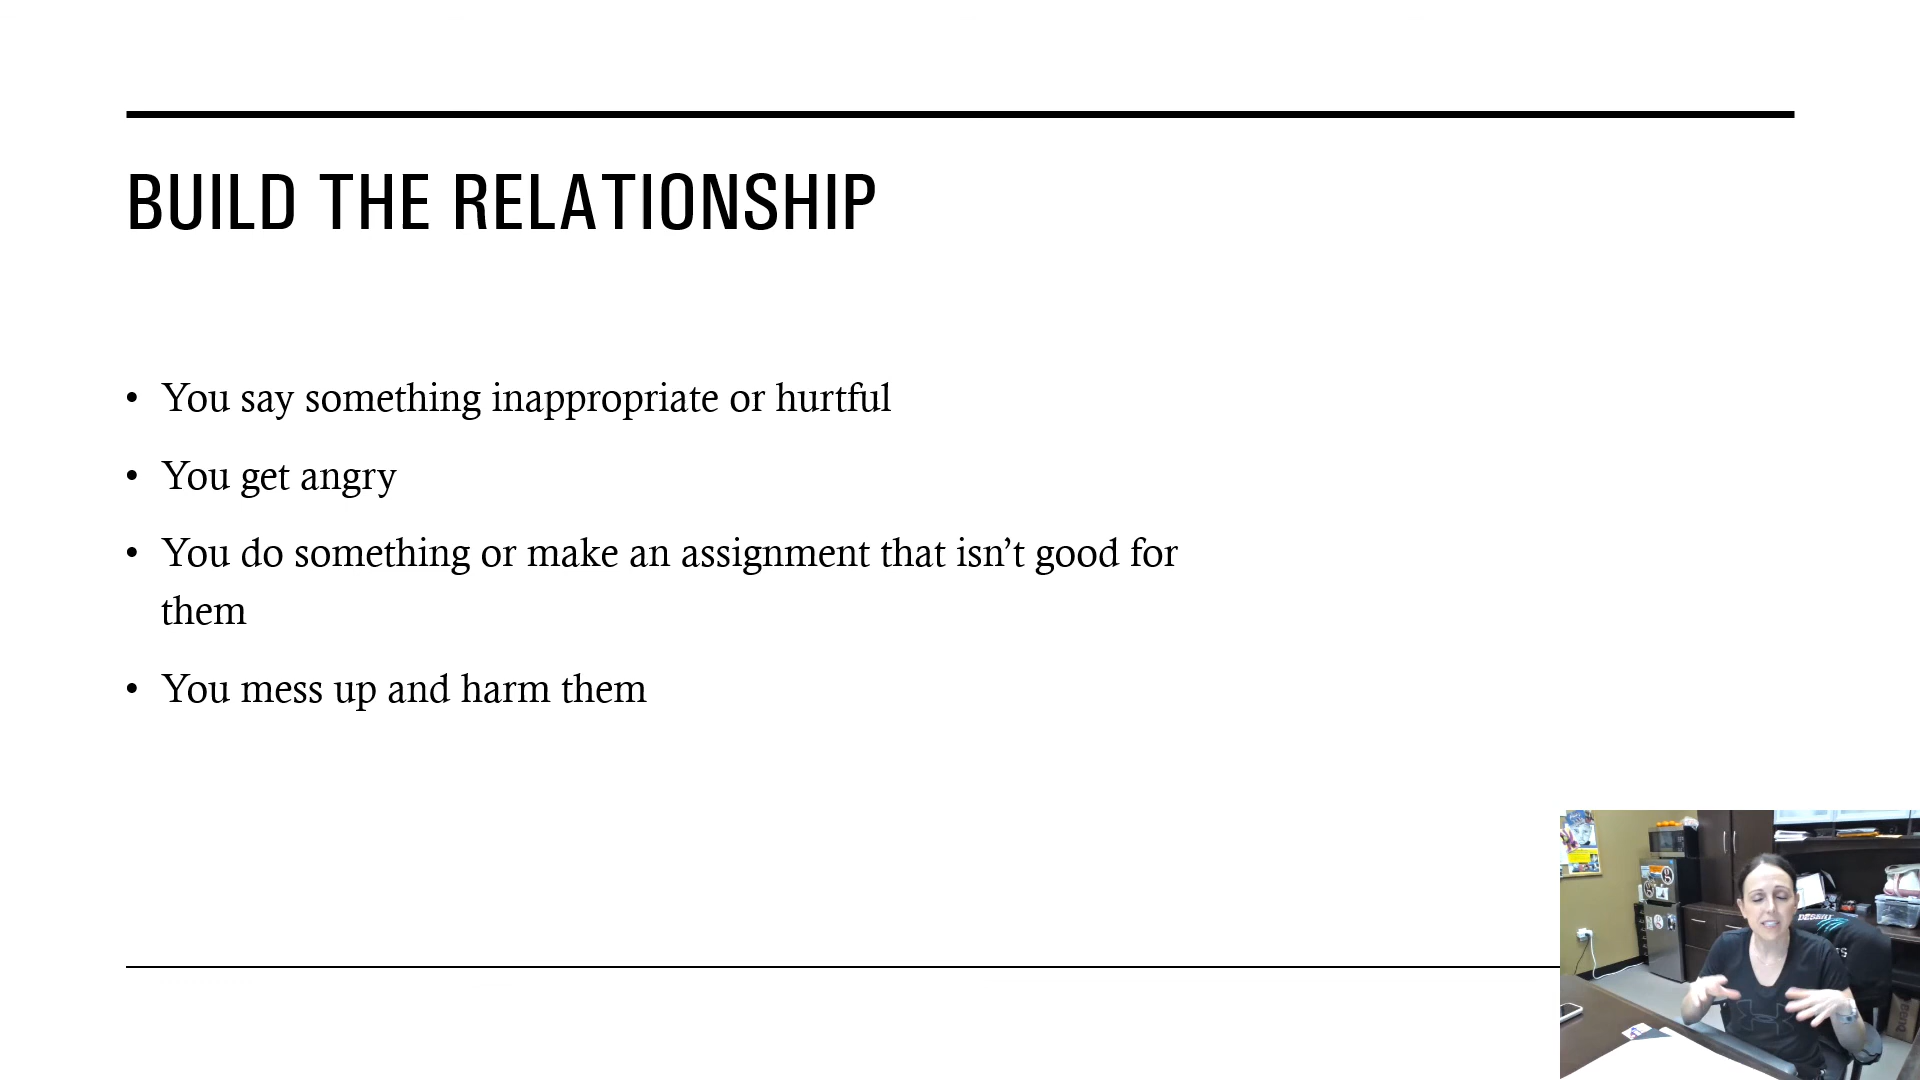 BUILD THE RELATIONSHIP
• You say something inappropriate or hurtful
• You get angry
• You do something or make an assignment that isn’t good for
them
• You mess up and harm them
DESERT